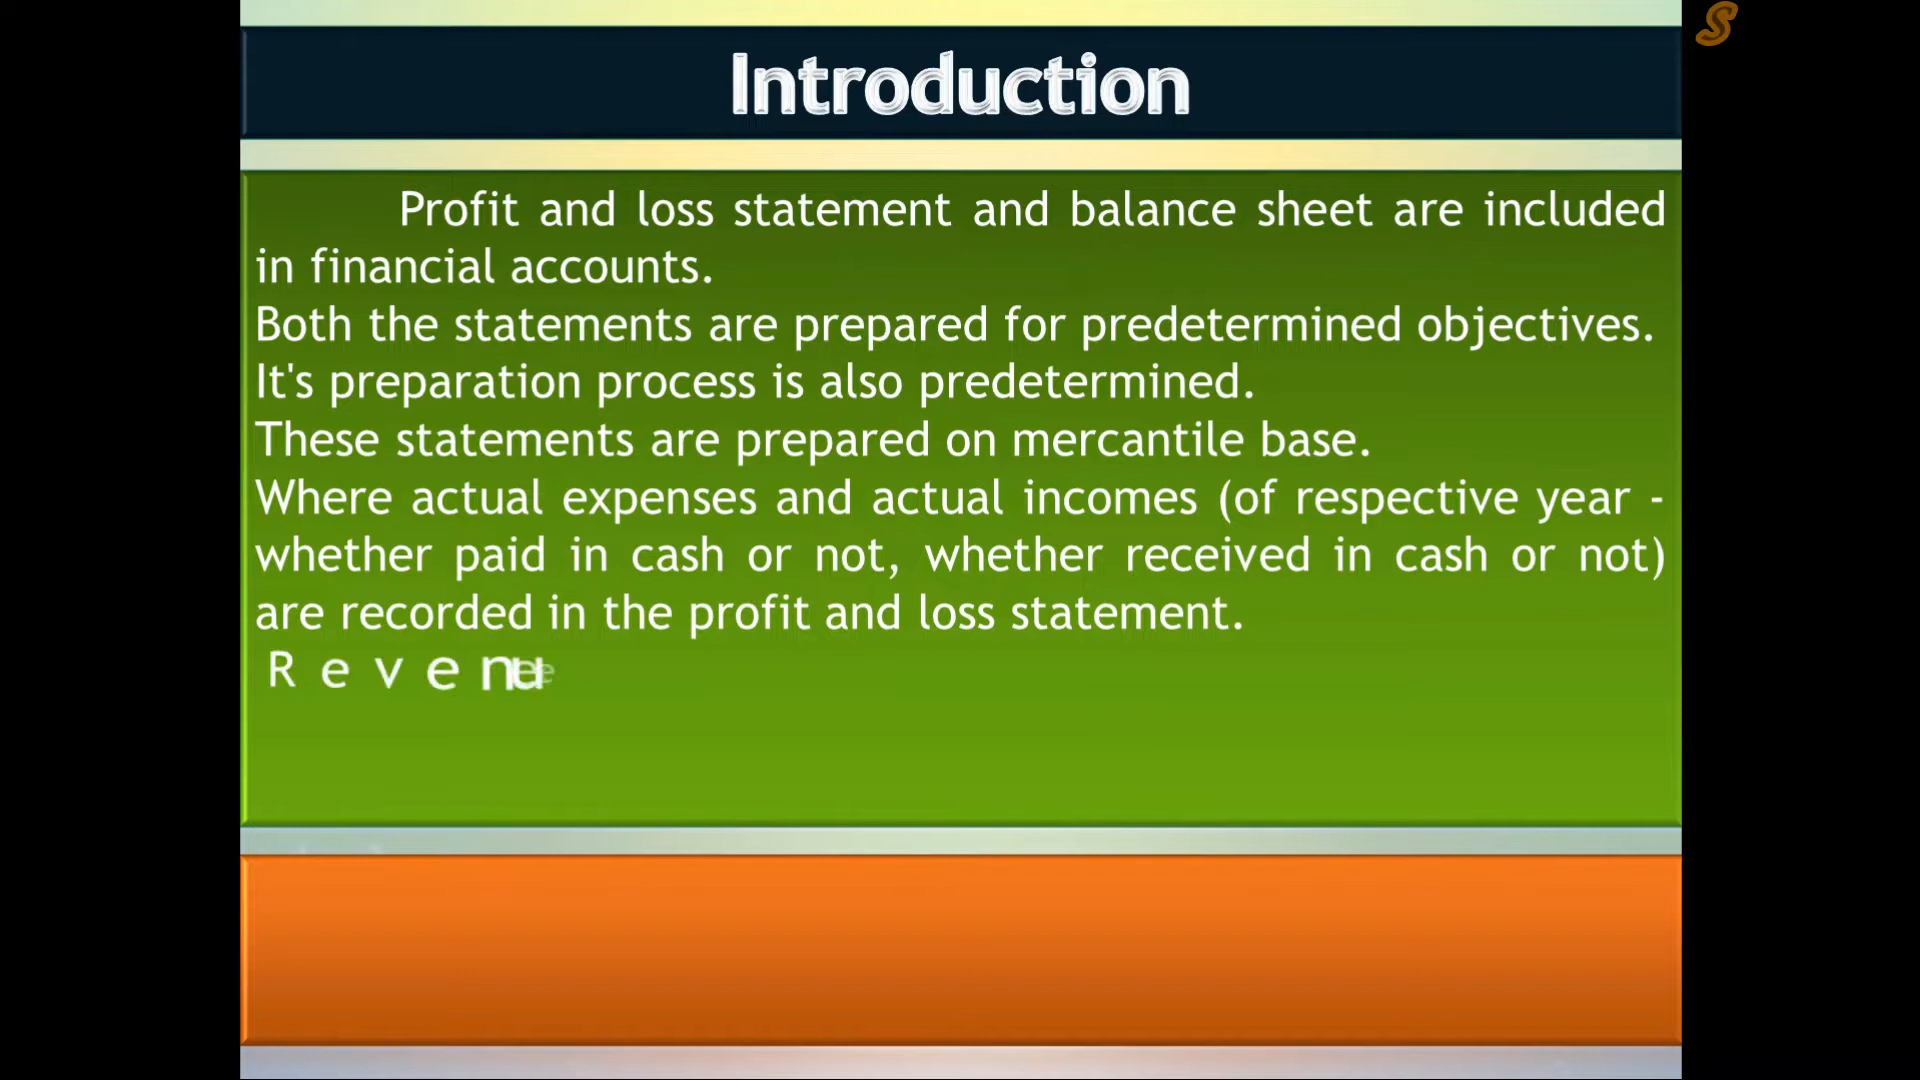 S
Introduction
Profit and loss statement and balance sheet are included
in financial accounts.
Both the statements are prepared for predetermined objectives.
It's preparation process is also predetermined.
These statements are prepared on mercantile base.
Where actual expenses and actual incomes (of respective year -
whether paid in cash or not, whether received in cash or not)
are recorded in the profit and loss statement.
Revenue